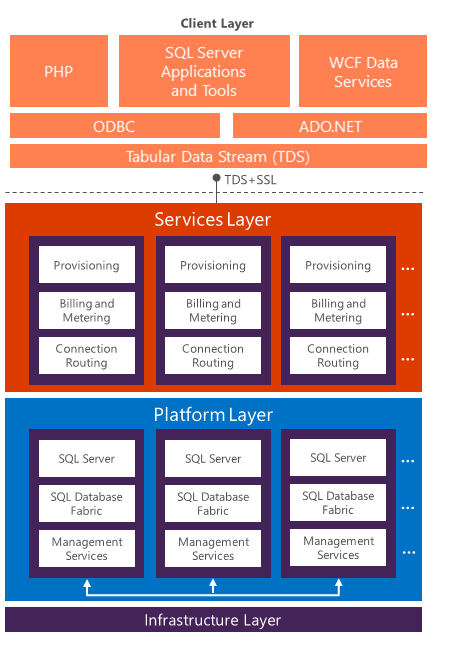 Client Layer
PHP
SQL Server
Applications
and Tools
WCF Data
Services
ODBC
ADO.NET
Tabular Data Stream (TDS)
TDS+SSL
Services Layer
Provisioning
Provisioning
Provisioning
...
Billing and
Metering
Billing and
Metering
Billing and
Metering
...
Connection
Routing
Connection
Routing
Connection
Routing
...
Platform Layer
SQL Server
SQL Server
SQL Server
...
SQL Database
Fabric
SQL Database
Fabric
SQL Database
Fabric
...
Management
Services
Management
Services
Management
Services
...
Infrastructure Layer